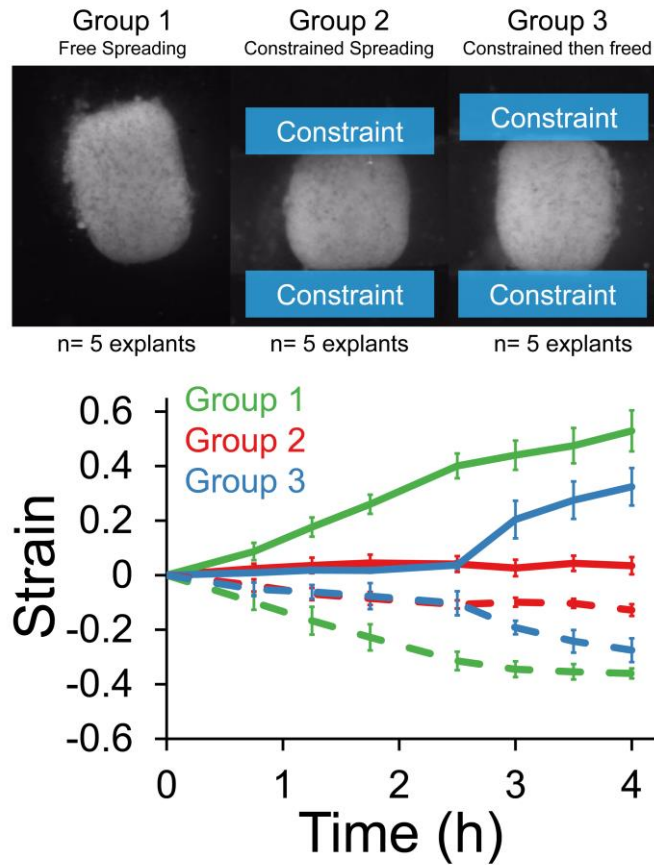 Group 1
Free Spreading
Group 2
Constrained Spreading
Group 3
Constrained then freed
Constraint
Constraint
Constraint
Constraint
n= 5 explants
n= 5 explants
n= 5 explants
Group 1
Group 2
Group 3
Strain
0.6
0.4
0.2
0
-0.2
-0.4
-0.6
0
1
2
3
4
Time (h)